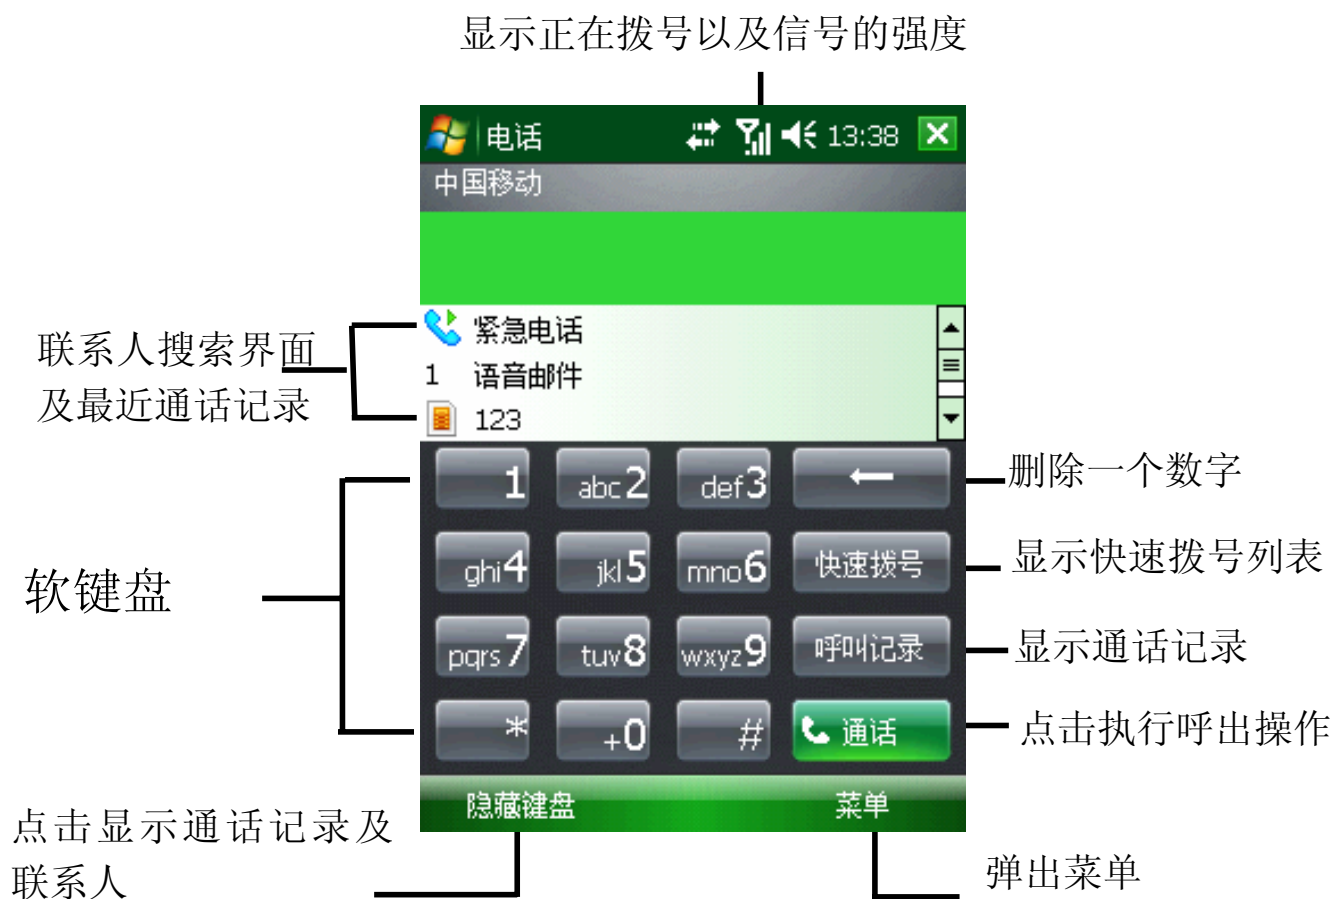 显示正在拨号以及信号的强度
电话 13:38
中国移动
联系人搜索界面
及最近通话记录
紧急电话
1 语音邮件
123
软键盘
1 abc2 def3
删除一个数字
ghi4 jkl5 mno6 快速拨号
显示快速拨号列表
pqrs7 tuv8 wxyz9 呼叫记录
显示通话记录
* +0 # 通话
点击执行呼出操作
隐藏键盘 菜单
点击显示通话记录及
联系人
弹出菜单